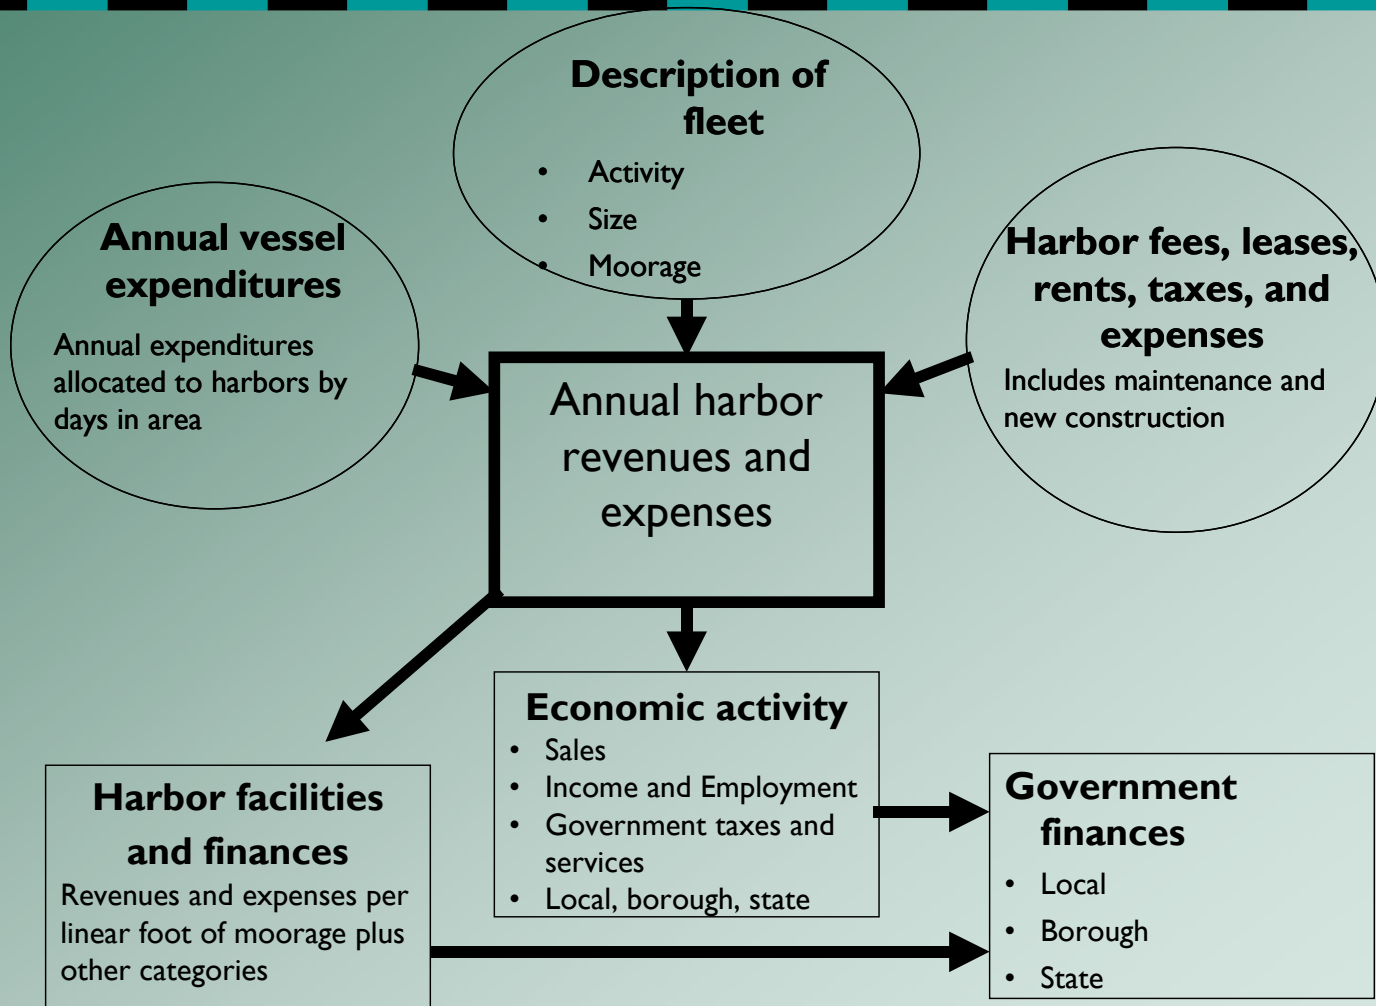 Description of
fleet
• Activity
• Size
• Moorage
Annual vessel
expenditures
Annual expenditures
allocated to harbors by
days in area
Harbor fees, leases,
rents, taxes, and
expenses
Includes maintenance and
new construction
Annual harbor
revenues and
expenses
Economic activity
• Sales
• Income and Employment
• Government taxes and
services
• Local, borough, state
Harbor facilities
and finances
Revenues and expenses per
linear foot of moorage plus
other categories
Government
finances
• Local
• Borough
• State